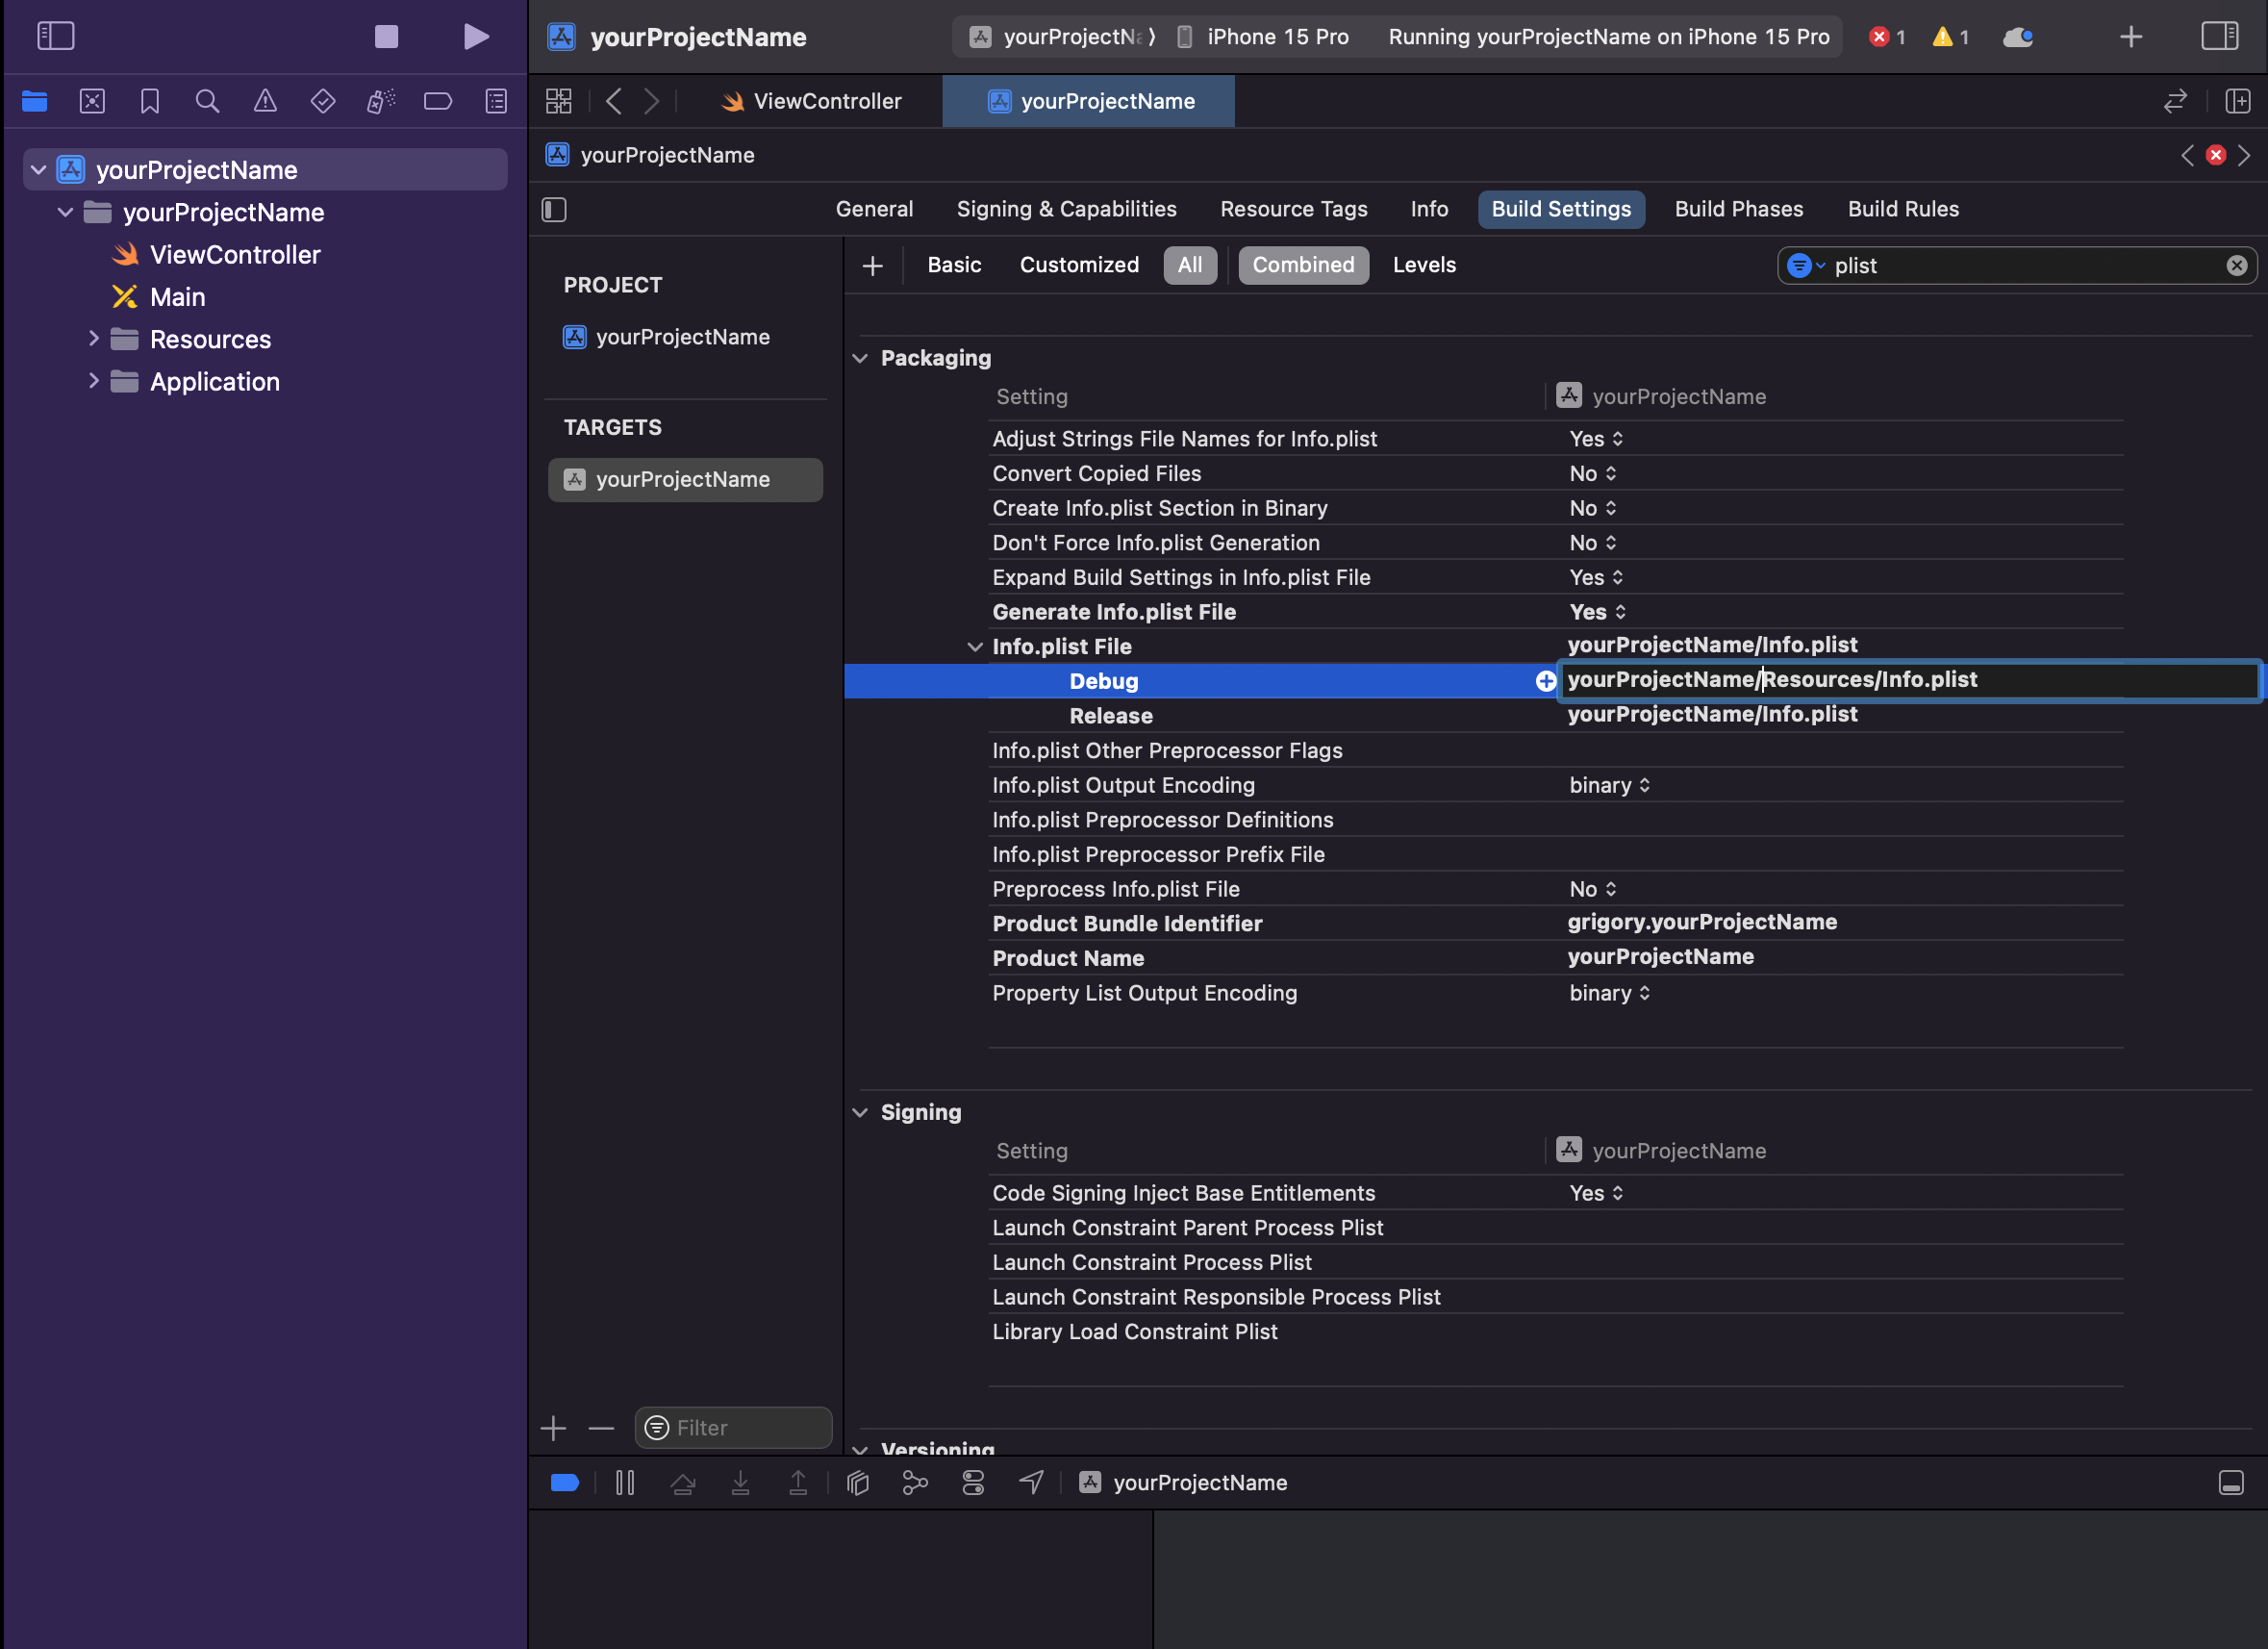 yourProjectName
yourProjectNa
iPhone 15 Pro
Running yourProjectName on iPhone 15 Pro
1
1
ViewController
yourProjectName
yourProjectName
yourProjectName
yourProjectName
ViewController
Main
Resources
Application
General
Signing & Capabilities
Resource Tags
Info
Build Settings
Build Phases
Build Rules
PROJECT
yourProjectName
TARGETS
yourProjectName
Basic
Customized
All
Combined
Levels
plist
Packaging
Setting yourProjectName
Adjust Strings File Names for Info.plist Yes
Convert Copied Files No
Create Info.plist Section in Binary No
Don't Force Info.plist Generation No
Expand Build Settings in Info.plist File Yes
Generate Info.plist File Yes
Info.plist File yourProjectName/Info.plist
Debug yourProjectName/Resources/Info.plist
Release yourProjectName/Info.plist
Info.plist Other Preprocessor Flags
Info.plist Output Encoding binary
Info.plist Preprocessor Definitions
Info.plist Preprocessor Prefix File
Preprocess Info.plist File No
Product Bundle Identifier grigory.yourProjectName
Product Name yourProjectName
Property List Output Encoding binary
Signing
Setting yourProjectName
Code Signing Inject Base Entitlements Yes
Launch Constraint Parent Process Plist
Launch Constraint Process Plist
Launch Constraint Responsible Process Plist
Library Load Constraint Plist
Versioning
Filter
yourProjectName